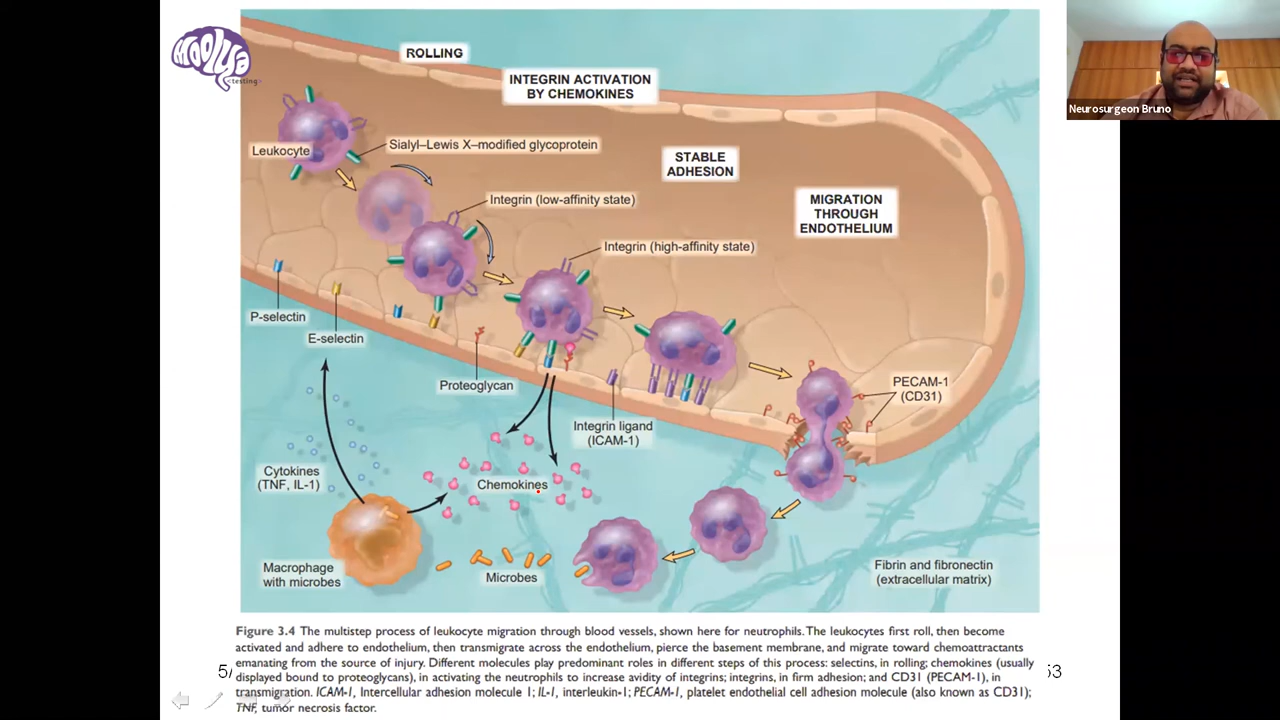 Moolya
<testing>
Neurosurgeon Bruno
ROLLING
INTEGRIN ACTIVATION
BY CHEMOKINES
STABLE
ADHESION
MIGRATION
THROUGH
ENDOTHELIUM
Leukocyte
Sialyl–Lewis X–modified glycoprotein
Integrin (low-affinity state)
Integrin (high-affinity state)
P-selectin
E-selectin
Proteoglycan
Integrin ligand
(ICAM-1)
PECAM-1
(CD31)
Cytokines
(TNF, IL-1)
Chemokines
Macrophage
with microbes
Microbes
Fibrin and fibronectin
(extracellular matrix)
Figure 3.4 The multistep process of leukocyte migration through blood vessels, shown here for neutrophils. The leukocytes first roll, then become
activated and adhere to endothelium, then transmigrate across the endothelium, pierce the basement membrane, and migrate toward chemoattractants
emanating from the source of injury. Different molecules play predominant roles in different steps of this process: selectins, in rolling; chemokines (usually
displayed bound to proteoglycans), in activating the neutrophils to increase avidity of integrins; integrins, in firm adhesion; and CD31 (PECAM-1), in
transmigration. ICAM-1, Intercellular adhesion molecule 1; IL-1, interleukin-1; PECAM-1, platelet endothelial cell adhesion molecule (also known as CD31);
TNF, tumor necrosis factor.
5/
53